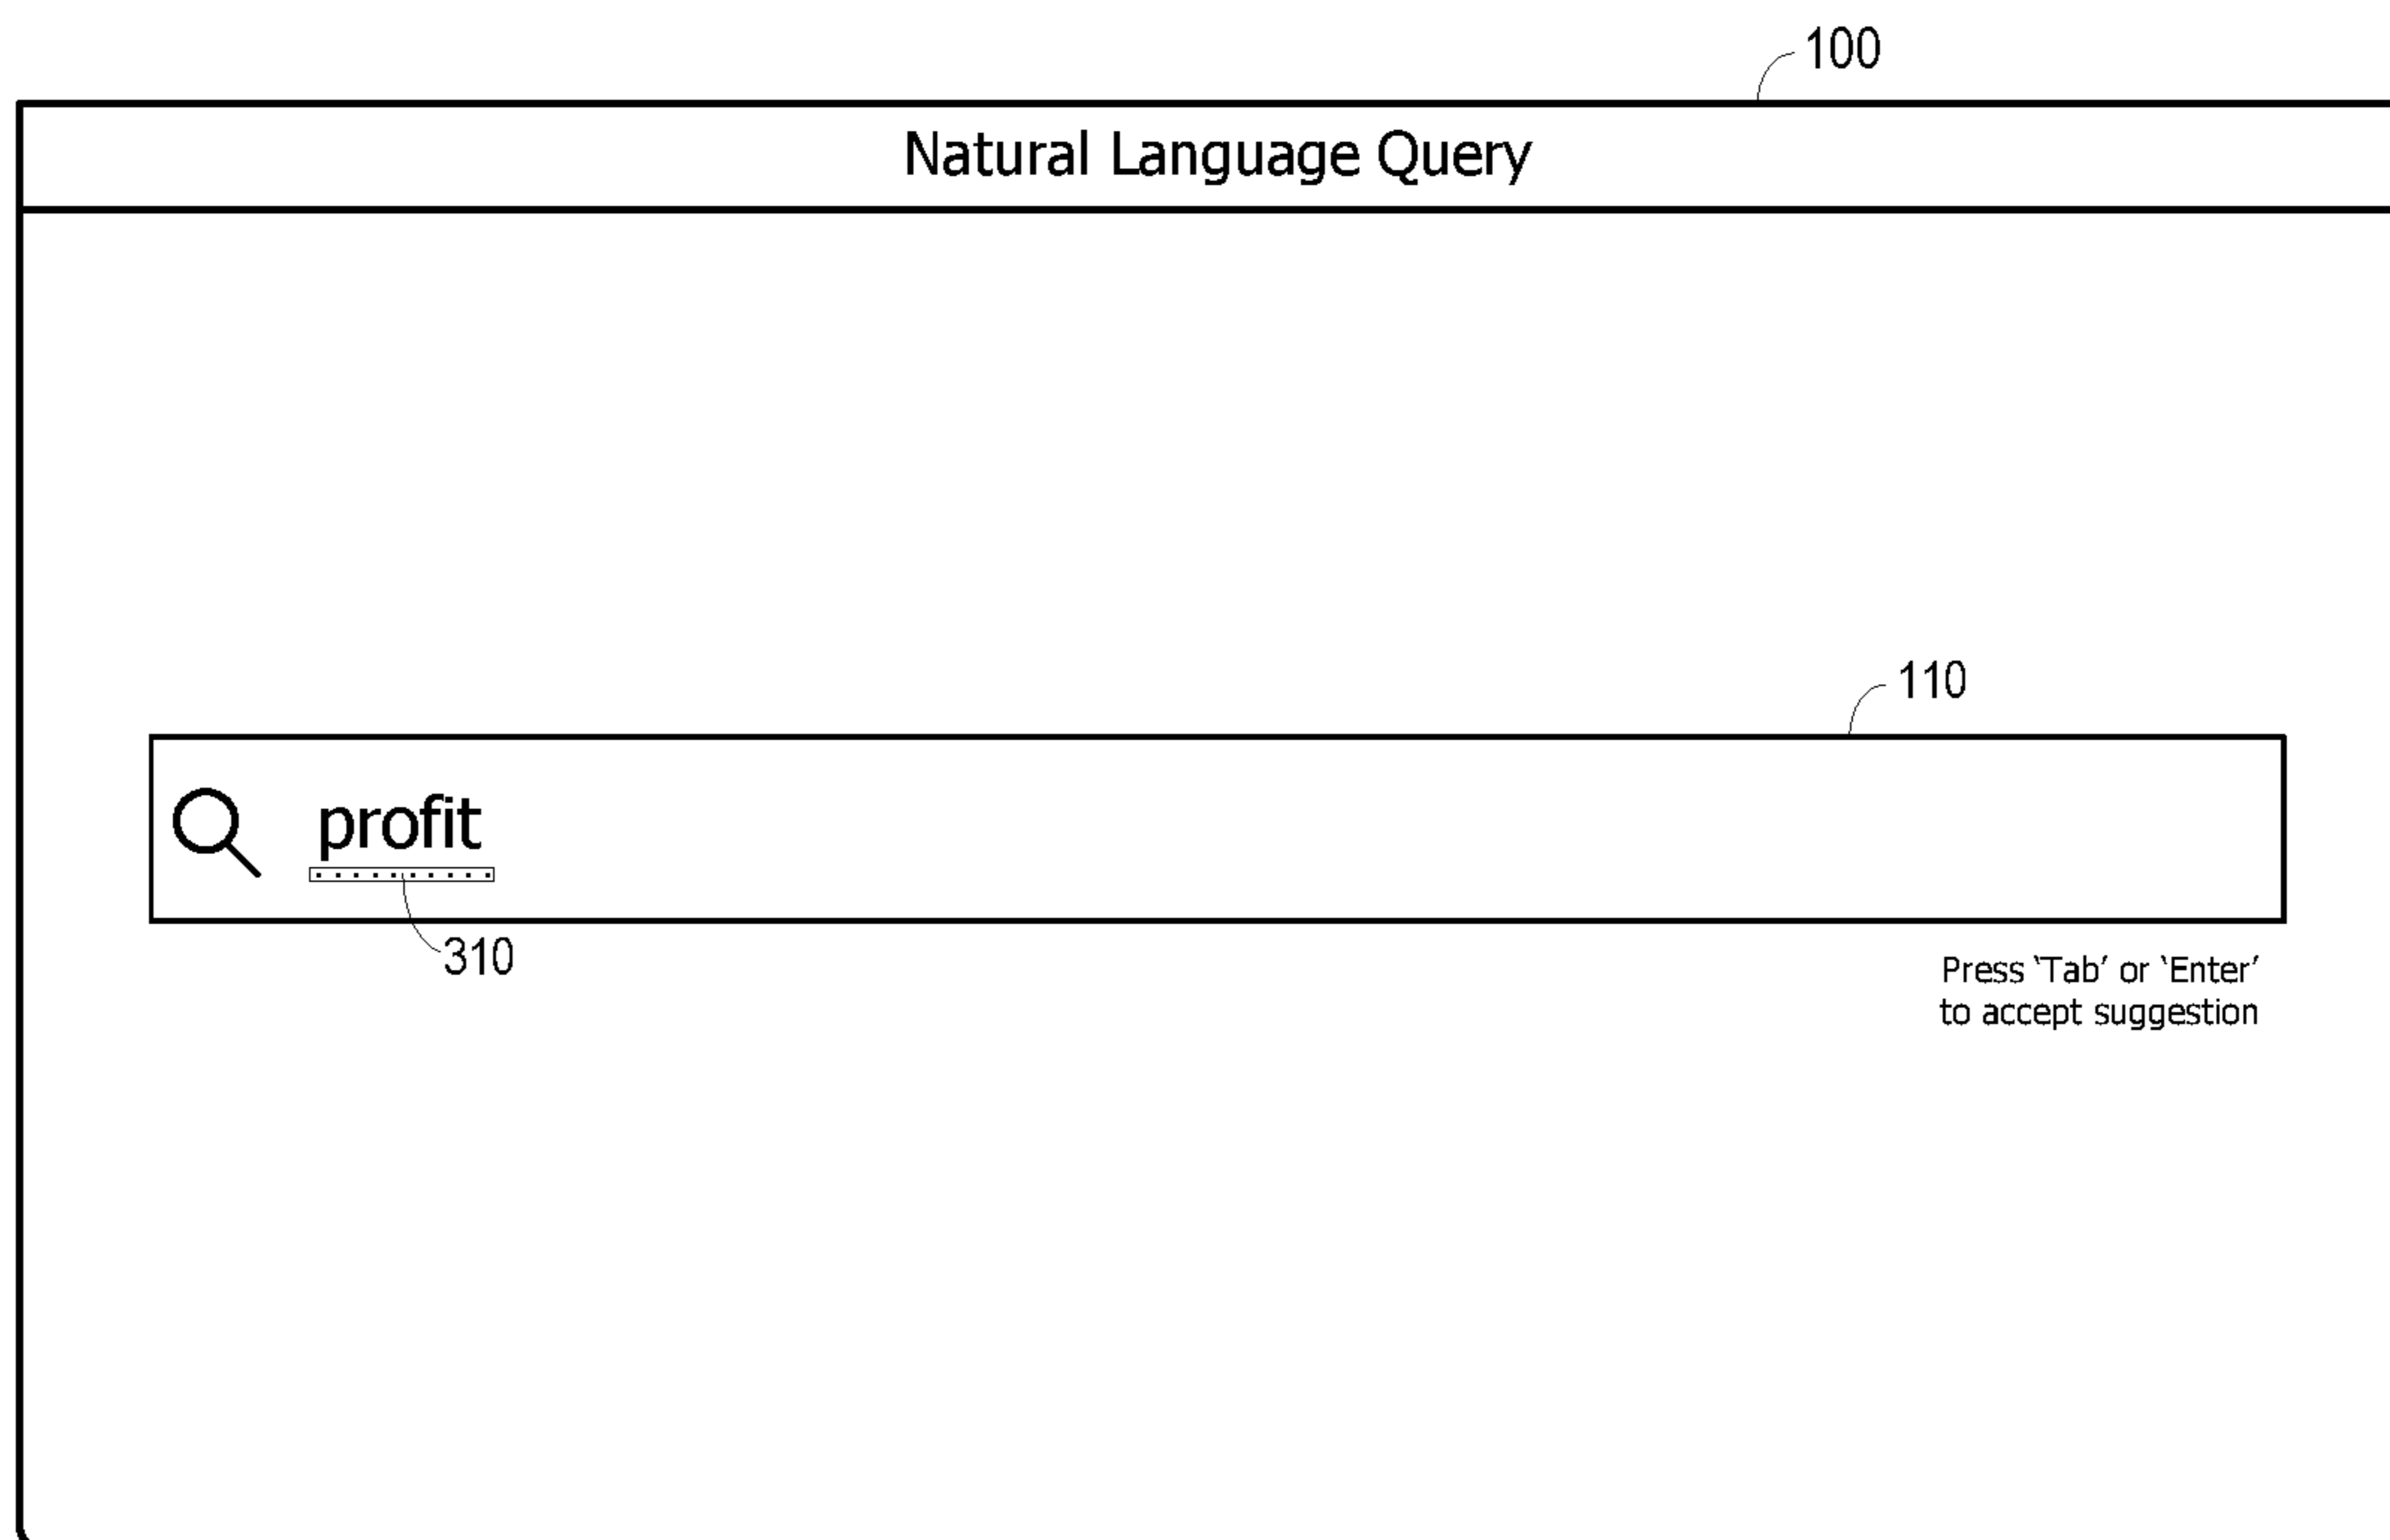 100
Natural Language Query
110
profit
310
Press ‘Tab’ or ‘Enter’
to accept suggestion